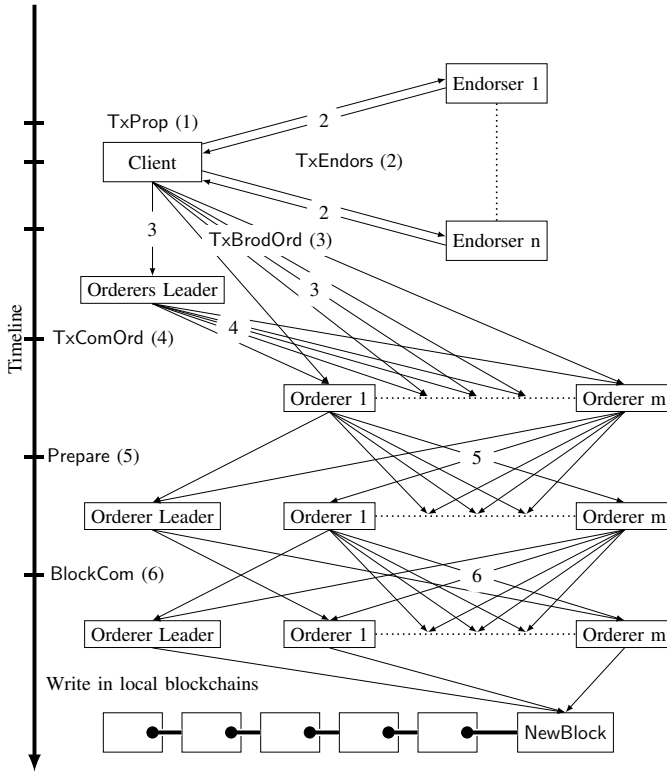 Endorser 1
TxProp (1)
2
Client
TxEndors (2)
2
3
TxBrodOrd (3)
Endorser n
Orderers Leader
3
4
TxComOrd (4)
Timeline
Orderer 1
Orderer m
Prepare (5)
5
Orderer Leader
Orderer 1
Orderer m
BlockCom (6)
6
Orderer Leader
Orderer 1
Orderer m
Write in local blockchains
NewBlock